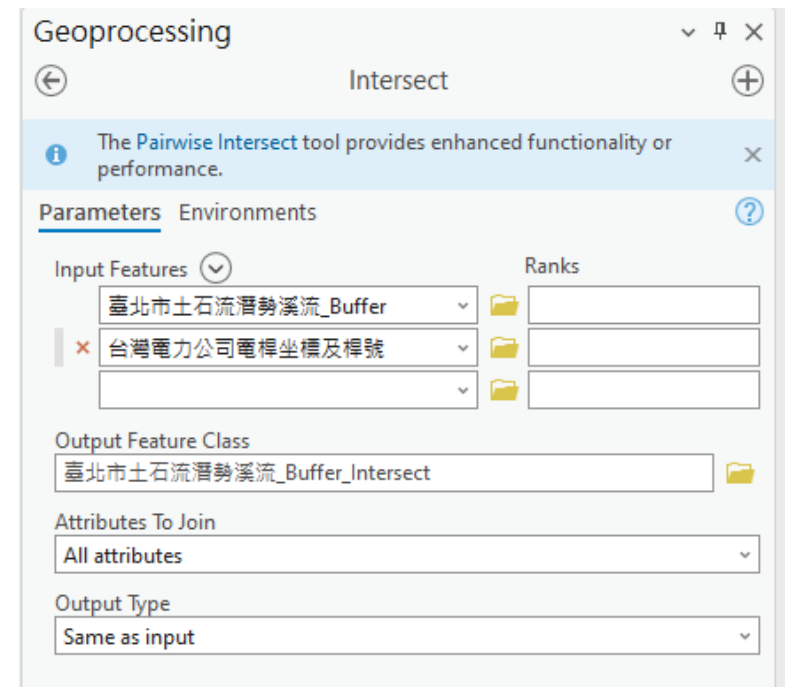 Geoprocessing
Intersect
The Pairwise Intersect tool provides enhanced functionality or
performance.
Parameters Environments
Input Features Ranks
臺北市土石流潛勢溪流_Buffer
台灣電力公司電桿坐標及桿號
Output Feature Class
臺北市土石流潛勢溪流_Buffer_Intersect
Attributes To Join
All attributes
Output Type
Same as input